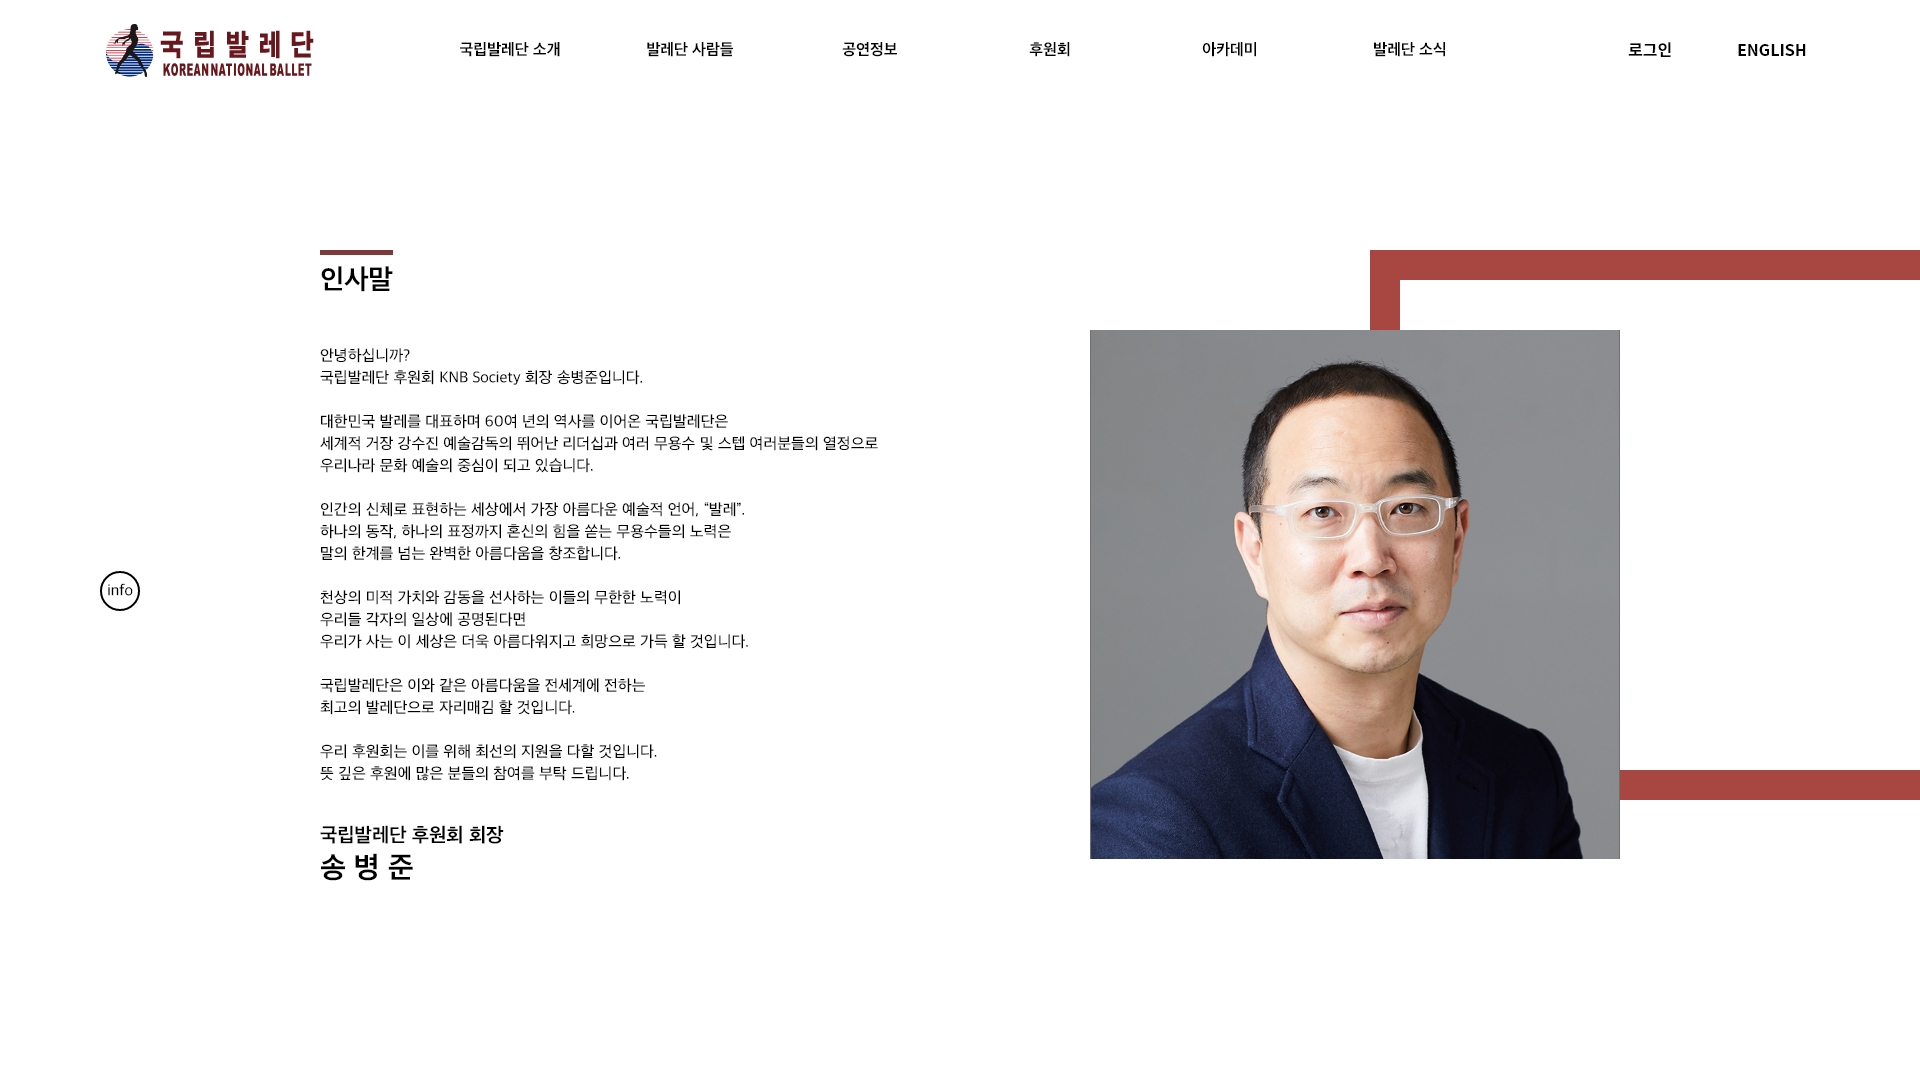 국립발레단
KOREAN NATIONAL BALLET
국립발레단 소개
발레단 사람들
공연정보
후원회
아카데미
발레단 소식
로그인
ENGLISH
인사말
안녕하십니까?
국립발레단 후원회 KNB Society 회장 송병준입니다.
대한민국 발레를 대표하며 60여 년의 역사를 이어온 국립발레단은
세계적 거장 강수진 예술감독의 뛰어난 리더십과 여러 무용수 및 스텝 여러분들의 열정으로
우리나라 문화 예술의 중심이 되고 있습니다.
인간의 신체로 표현하는 세상에서 가장 아름다운 예술적 언어, “발레”.
하나의 동작, 하나의 표정까지 혼신의 힘을 쏟는 무용수들의 노력은
말의 한계를 넘는 완벽한 아름다움을 창조합니다.
천상의 미적 가치와 감동을 선사하는 이들의 무한한 노력이
우리들 각자의 일상에 공명된다면
우리가 사는 이 세상은 더욱 아름다워지고 희망으로 가득 할 것입니다.
국립발레단은 이와 같은 아름다움을 전세계에 전하는
최고의 발레단으로 자리매김 할 것입니다.
우리 후원회는 이를 위해 최선의 지원을 다할 것입니다.
뜻 깊은 후원에 많은 분들의 참여를 부탁 드립니다.
국립발레단 후원회 회장
송 병 준
info